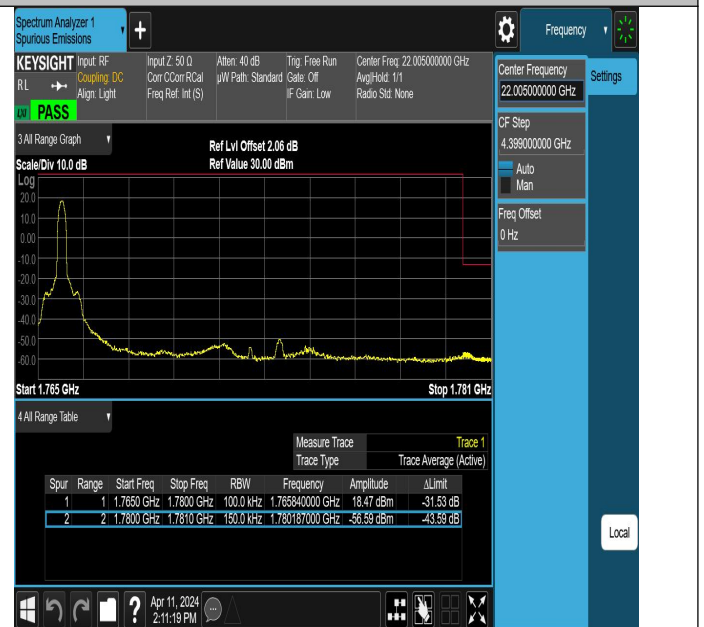 Spectrum Analyzer 1
Spurious Emissions
+
Frequency
KEYSIGHT Input: RF Input Z: 50 Ω Atten: 40 dB Trig: Free Run Center Freq: 22.005000000 GHz
RL Coupling: DC Corr CCorr RCal µW Path: Standard Gate: Off Avg|Hold: 1/1
Align: Light Freq Ref: Int (S) IF Gain: Low Radio Std: None
LXI PASS
Center Frequency
22.005000000 GHz
Settings
CF Step
4.399000000 GHz
Auto
Man
Freq Offset
0 Hz
3 All Range Graph
Ref Lvl Offset 2.06 dB
Scale/Div 10.0 dB Ref Value 30.00 dBm
Log
20.0
10.0
0.00
-10.0
-20.0
-30.0
-40.0
-50.0
-60.0
Start 1.765 GHz Stop 1.781 GHz
4 All Range Table
Measure Trace Trace 1
Trace Type Trace Average (Active)
Spur Range Start Freq Stop Freq RBW Frequency Amplitude ΔLimit
1 1 1.7650 GHz 1.7800 GHz 100.0 kHz 1.765840000 GHz 18.47 dBm -31.53 dB
2 2 1.7800 GHz 1.7810 GHz 150.0 kHz 1.780187000 GHz -56.59 dBm -43.59 dB
Local
? Apr 11, 2024
2:11:19 PM